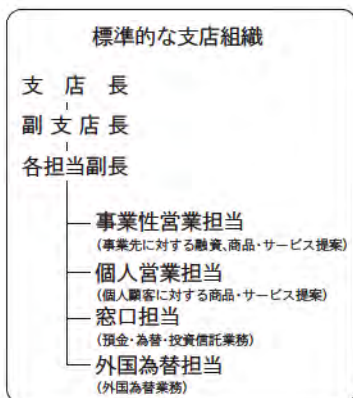 標準的な支店組織
支店長
副支店長
各担当副長
事業性営業担当
(事業先に対する融資、商品・サービス提案)
個人営業担当
(個人顧客に対する商品・サービス提案)
窓口担当
(預金・為替・投資信託業務)
外国為替担当
(外国為替業務)